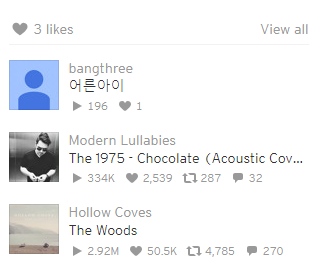 3 likes View all
bangthree
어른아이
196 1
Modern Lullabies
The 1975 - Chocolate (Acoustic Cov...
334K 2,539 287 32
Hollow Coves
The Woods
2.92M 50.5K 4,785 270